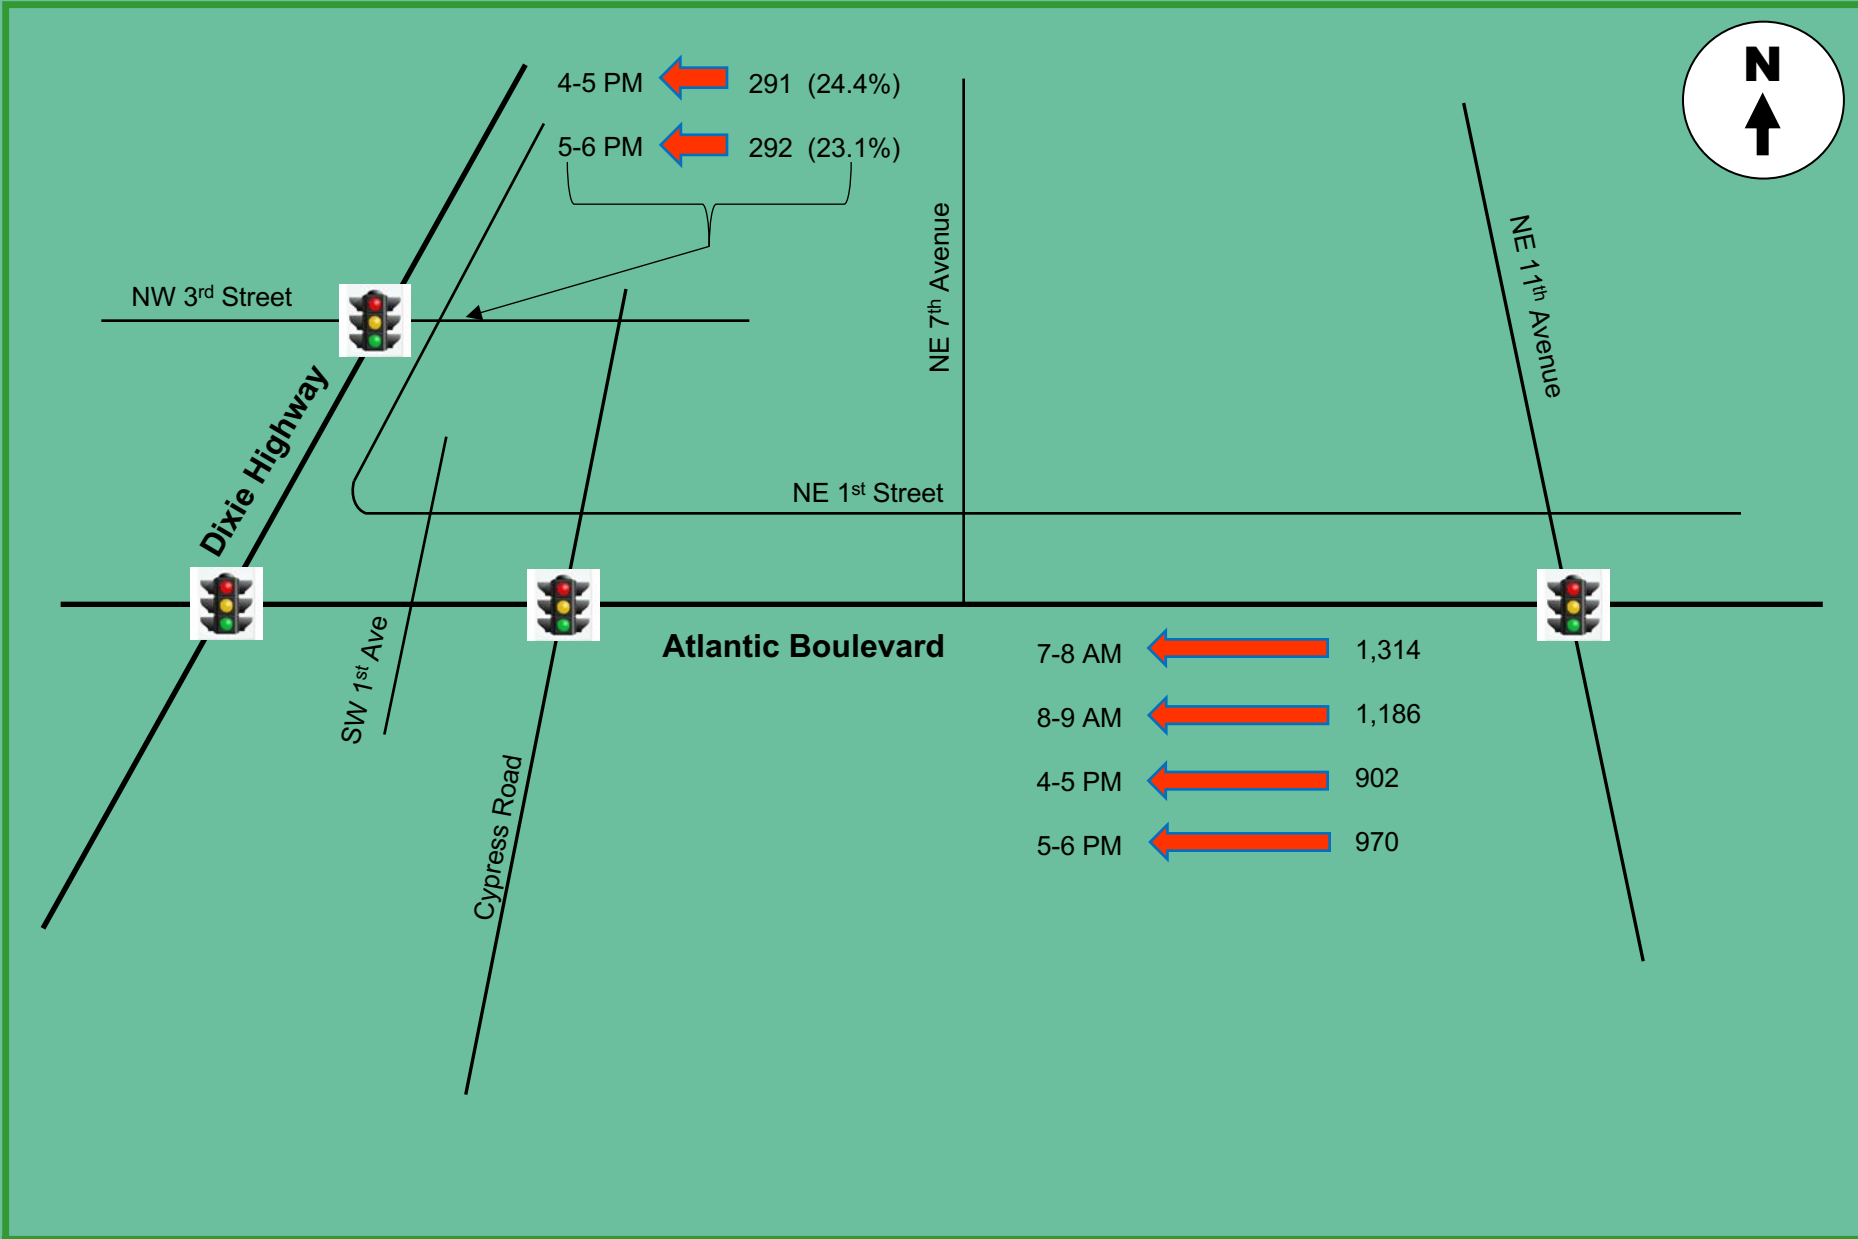 N
4-5 PM 291 (24.4%)
5-6 PM 292 (23.1%)
NW 3rd Street
NE 7th Avenue
NE 11th Avenue
Dixie Highway
NE 1st Street
SW 1st Ave
Cypress Road
Atlantic Boulevard
7-8 AM 1,314
8-9 AM 1,186
4-5 PM 902
5-6 PM 970